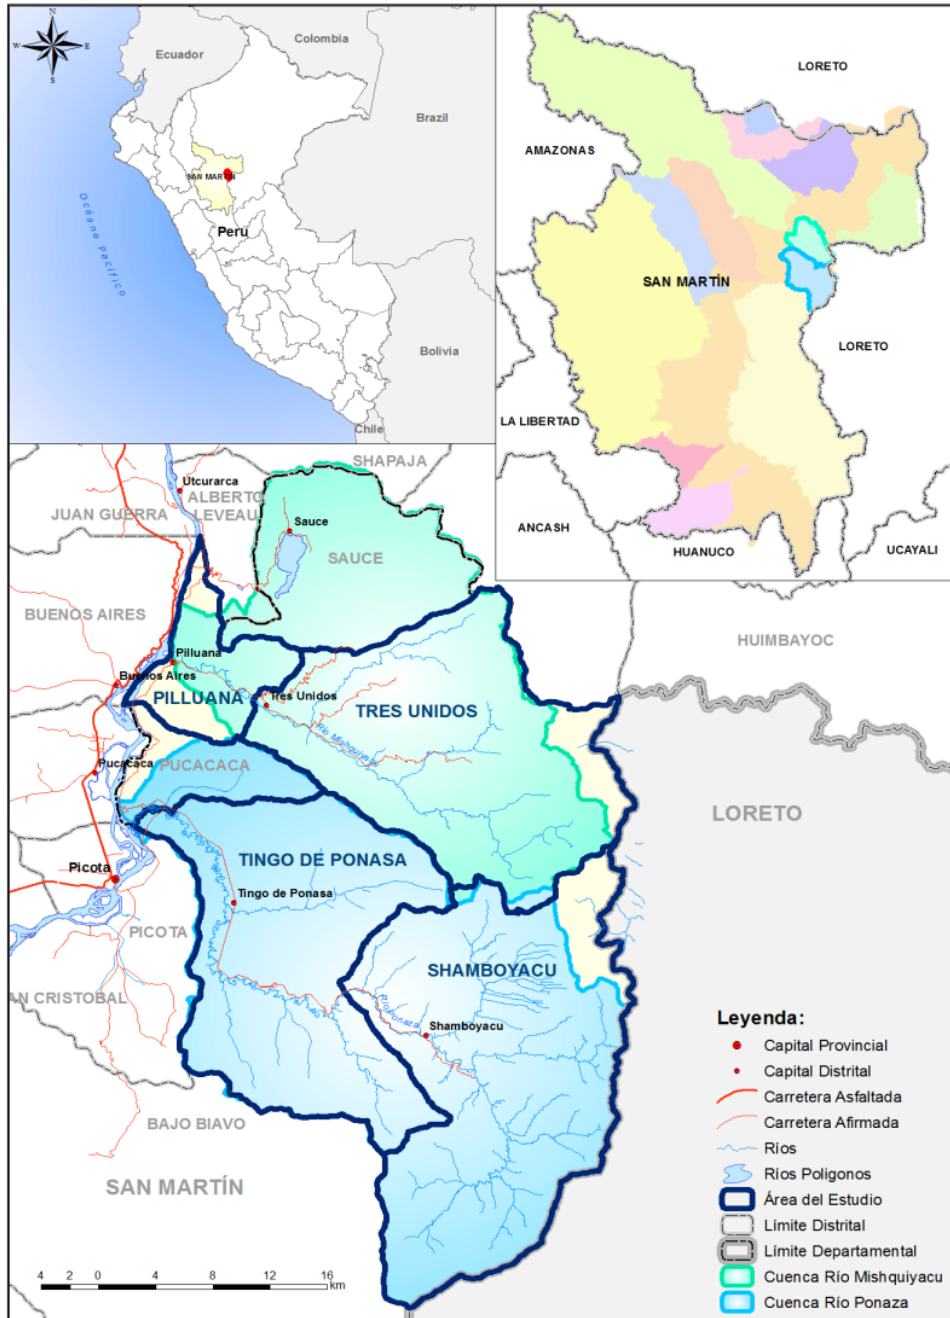 N
W
E
S
Colombia
Ecuador
Brazil
SAN MARTÍN
Perú
Océano Pacífico
Bolivia
Chile
LORETO
AMAZONAS
SAN MARTÍN
LORETO
LA LIBERTAD
ANCASH
HUANUCO
UCAYALI
SHAPAJA
Utcurarca
ALBERTO
LEVEAU
JUAN GUERRA
Sauce
SAUCE
BUENOS AIRES
HUIMBAYOC
Pilluana
Buenos Aires
PILLUANA
Tres Unidos
TRES UNIDOS
Río Mishquiyacu
PUCACACA
Pucacaca
LORETO
TINGO DE PONASA
Picota
Tingo de Ponasa
PICOTA
SHAMBOYACU
AN CRISTOBAL
Río Ponaza
Shamboyacu
BAJO BIAVO
SAN MARTÍN
Leyenda:
Capital Provincial
Capital Distrital
Carretera Asfaltada
Carretera Afirmada
Ríos
Ríos Poligonos
Área del Estudio
Límite Distrital
Límite Departamental
Cuenca Río Mishquiyacu
Cuenca Río Ponaza
4 2 0 4 8 12 16
km